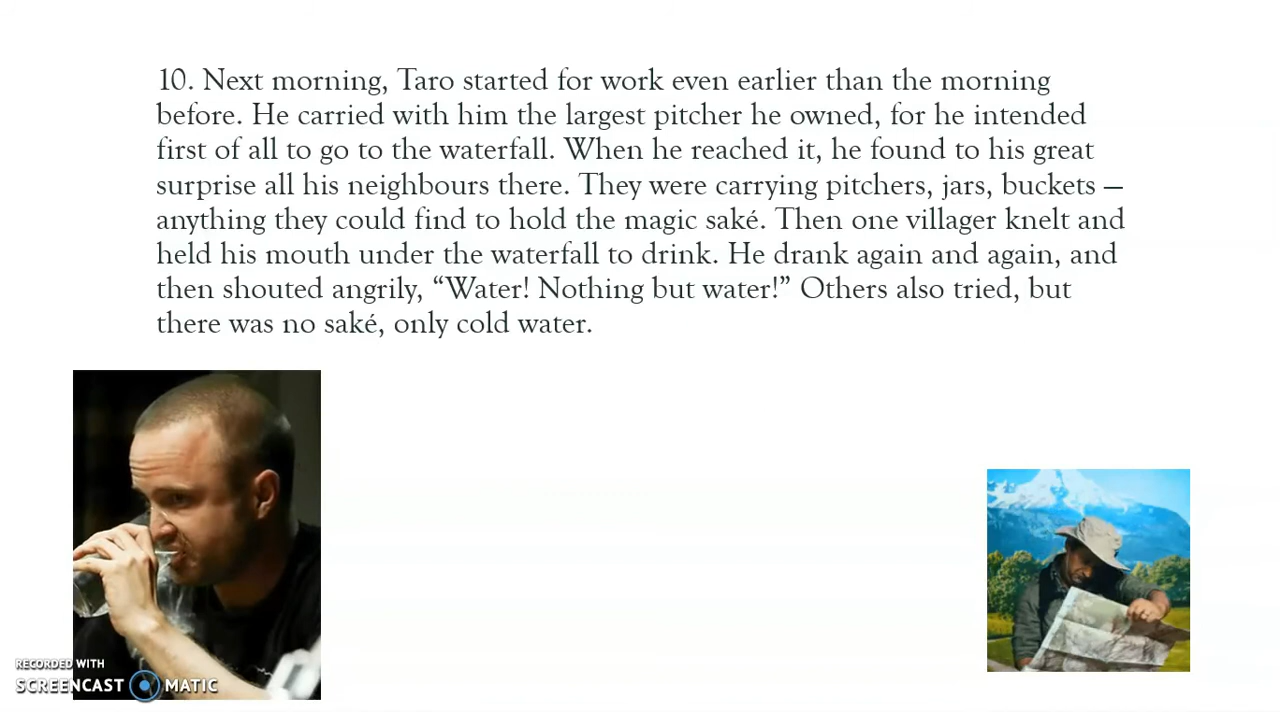 10. Next morning, Taro started for work even earlier than the morning
before. He carried with him the largest pitcher he owned, for he intended
first of all to go to the waterfall. When he reached it, he found to his great
surprise all his neighbours there. They were carrying pitchers, jars, buckets —
anything they could find to hold the magic saké. Then one villager knelt and
held his mouth under the waterfall to drink. He drank again and again, and
then shouted angrily, “Water! Nothing but water!” Others also tried, but
there was no saké, only cold water.
RECORDED WITH
SCREENCAST MATIC